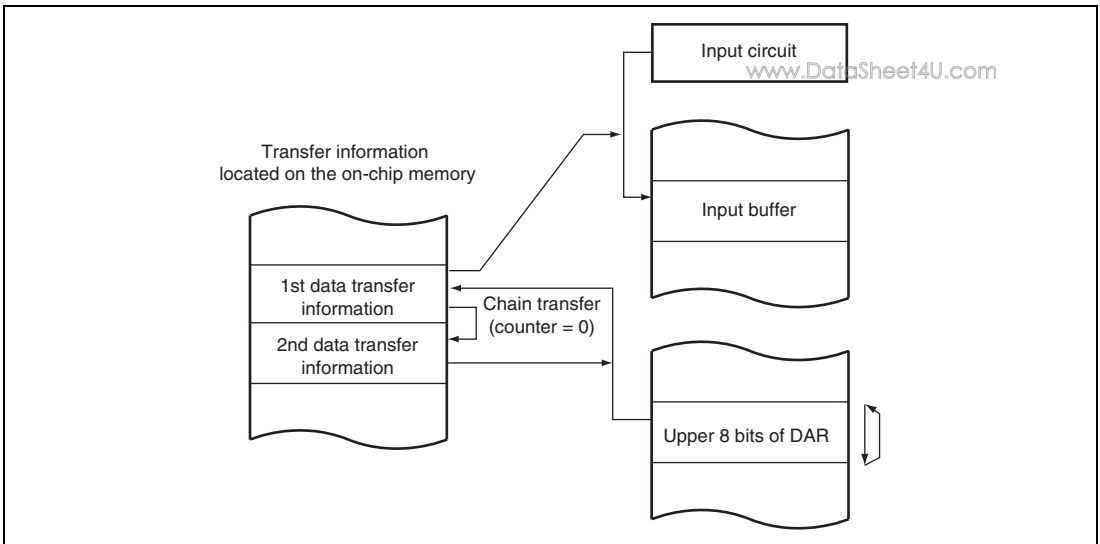 Input circuit
www.DataSheet4U.com
Transfer information
located on the on-chip memory
Input buffer
1st data transfer
information
Chain transfer
(counter = 0)
2nd data transfer
information
Upper 8 bits of DAR